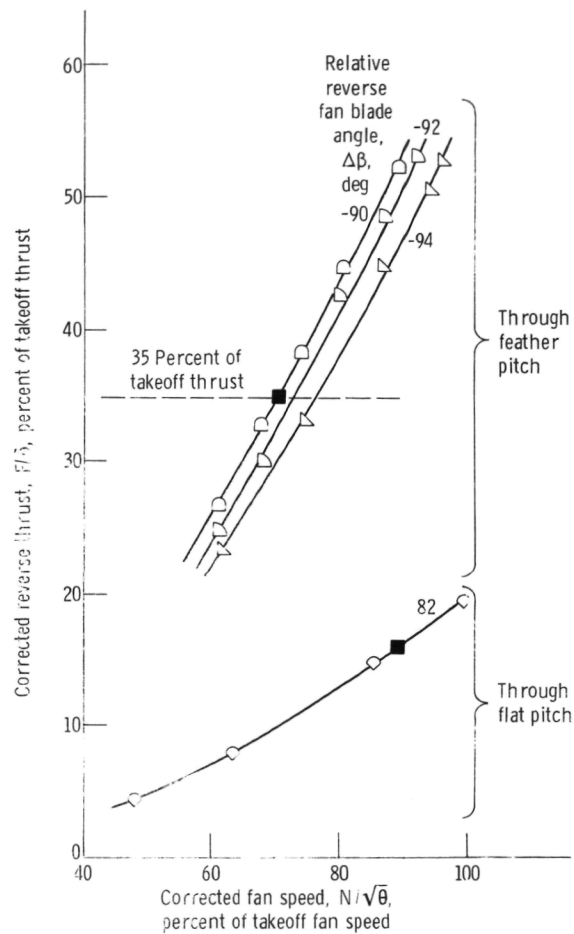 60
50
40
30
20
10
0
Corrected reverse thrust, F/δ, percent of takeoff thrust
Relative
reverse
fan blade
angle,
Δβ,
deg
-90
-92
-94
35 Percent of
takeoff thrust
Through
feather
pitch
82
Through
flat pitch
40 60 80 100
Corrected fan speed, N/√θ,
percent of takeoff fan speed